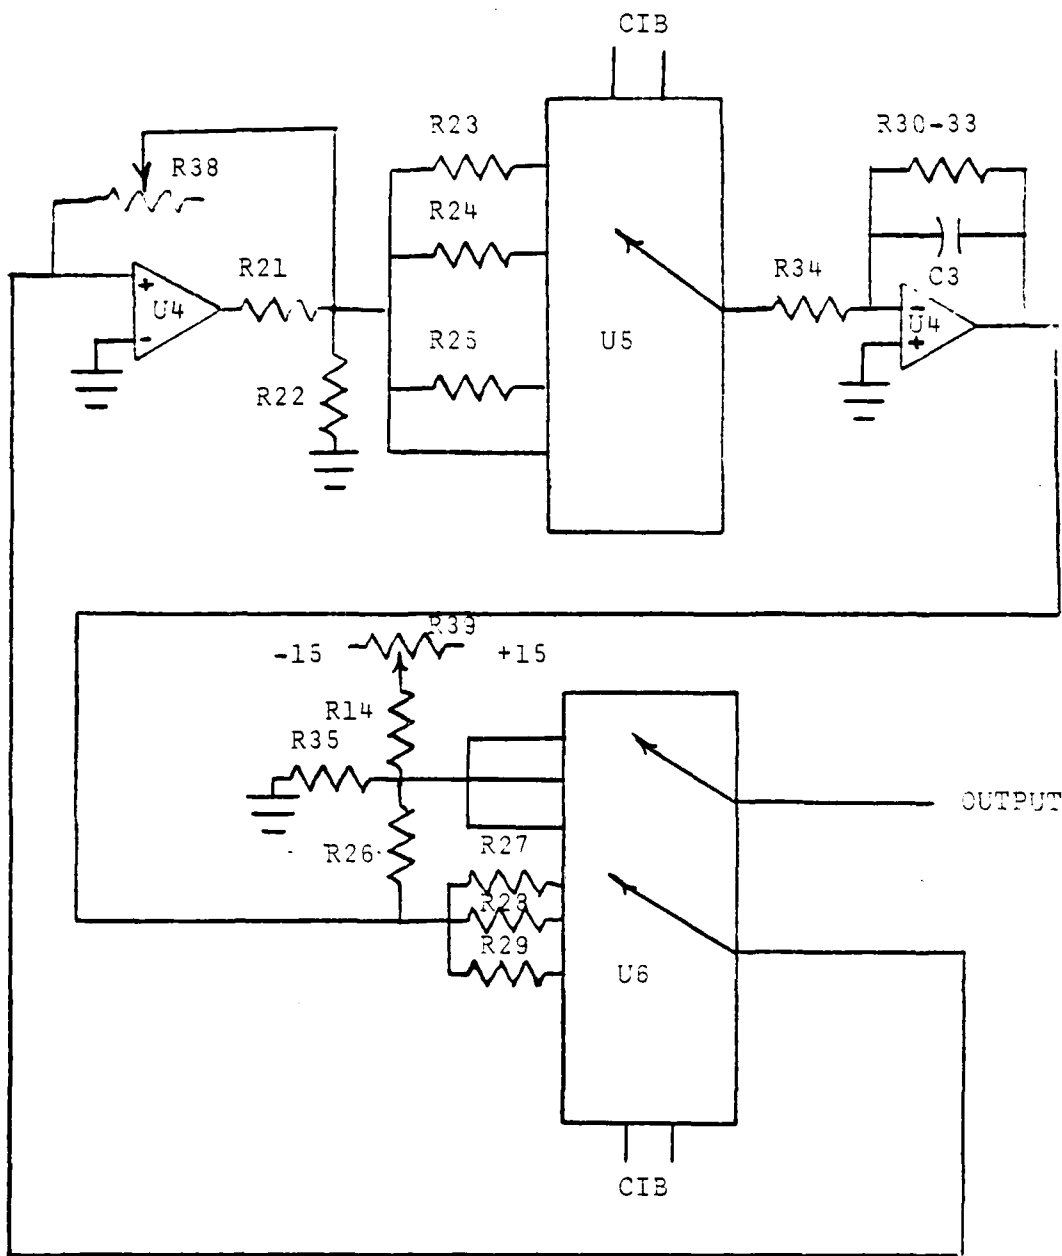 CIB
R23
R30-33
R38
R24
R21
R34
C3
+
U4
-
R25
U5
-
U4
+
R22
R39
-15
+15
R14
R35
OUTPUT
R26
R27
R28
R29
U6
CIB